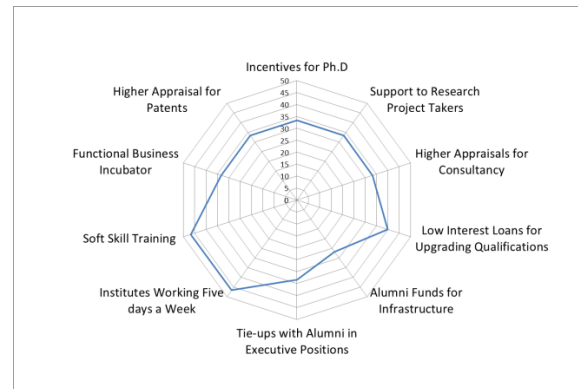 Incentives for Ph.D
50
45
40
35
30
25
20
15
10
5
0
Support to Research
Project Takers
Higher Appraisals for
Consultancy
Low Interest Loans for
Upgrading Qualifications
Alumni Funds for
Infrastructure
Tie-ups with Alumni in
Executive Positions
Institutes Working Five
days a Week
Soft Skill Training
Functional Business
Incubator
Higher Appraisal for
Patents